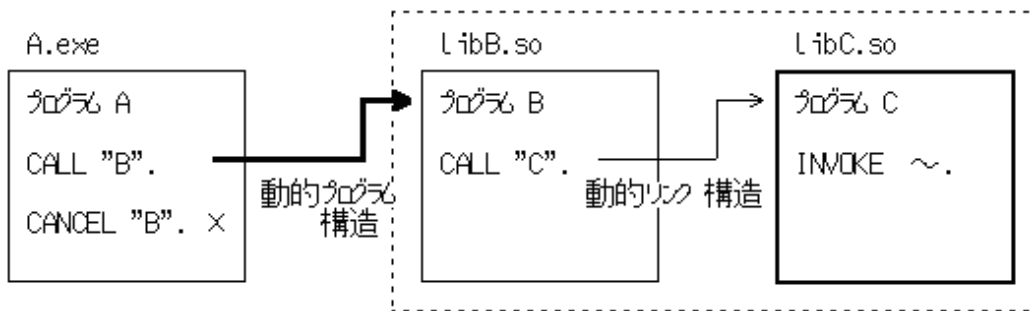 A.exe
プログラム A
CALL "B".
CANCEL "B". ×
動的プログラム
構造
libB.so
プログラム B
CALL "C".
動的リンク 構造
libC.so
プログラム C
INVOKE ～.